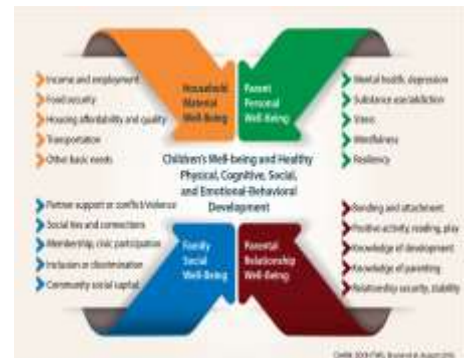 Income and employment
Food security
Housing affordability and quality
Transportation
Other basic needs
Household
Material
Well-Being
Parent
Personal
Well-Being
Mental health, depression
Substance use/addiction
Stress
Mindfulness
Resiliency
Children's Well-being and Healthy
Physical, Cognitive, Social,
and Emotional-Behavioral
Development
Partner support or conflict/violence
Social ties and connections
Membership, civic participation
Inclusion or discrimination
Community social capital
Family
Social
Well-Being
Parental
Relationship
Well-Being
Bonding and attachment
Positive activity, reading, play
Knowledge of development
Knowledge of parenting
Relationship security, stability